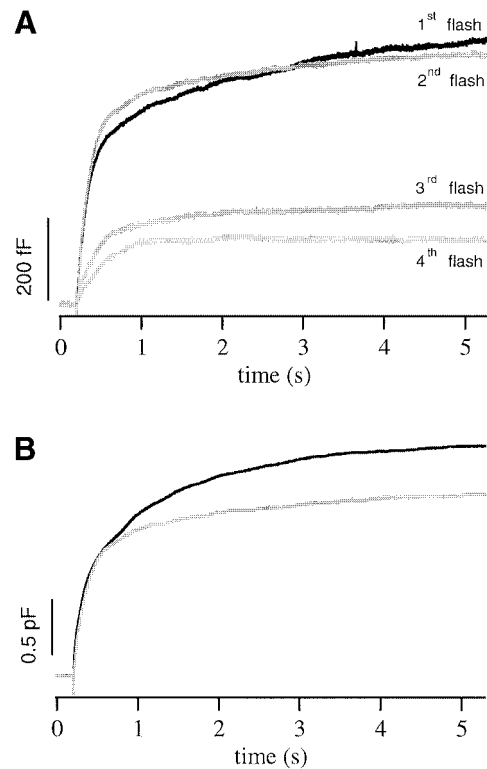 A
1st flash
2nd flash
3rd flash
4th flash
200 fF
0 1 2 3 4 5
time (s)
B
0.5 pF
0 1 2 3 4 5
time (s)